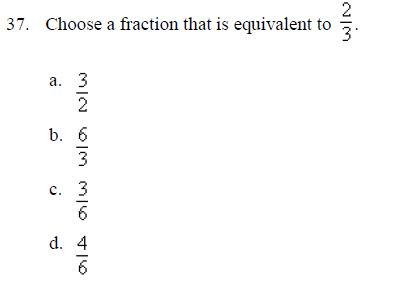 37. Choose a fraction that is equivalent to 2/3.
a. 3/2
b. 6/3
c. 3/6
d. 4/6